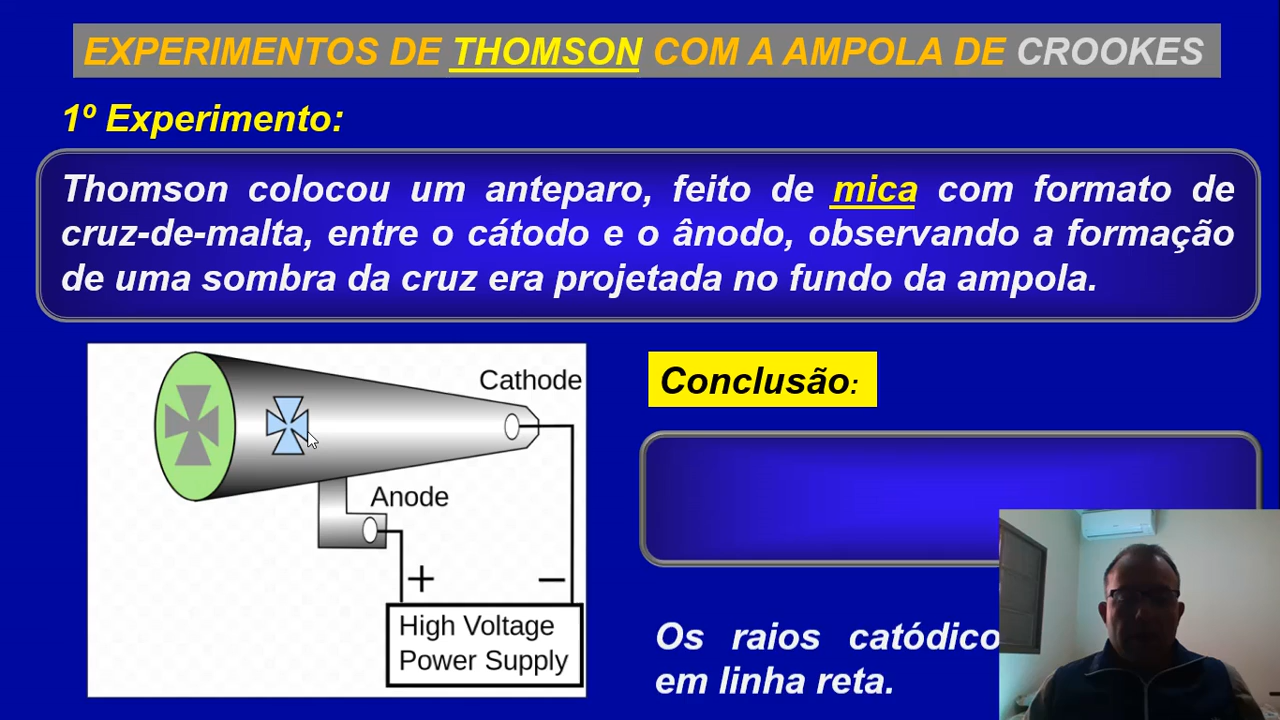 EXPERIMENTOS DE THOMSON COM A AMPOLA DE CROOKES
1º Experimento:
Thomson colocou um anteparo, feito de mica com formato de
cruz-de-malta, entre o cátodo e o ânodo, observando a formação
de uma sombra da cruz era projetada no fundo da ampola.
Cathode
Anode
+ −
High Voltage
Power Supply
Conclusão:
Os raios
em linha reta.